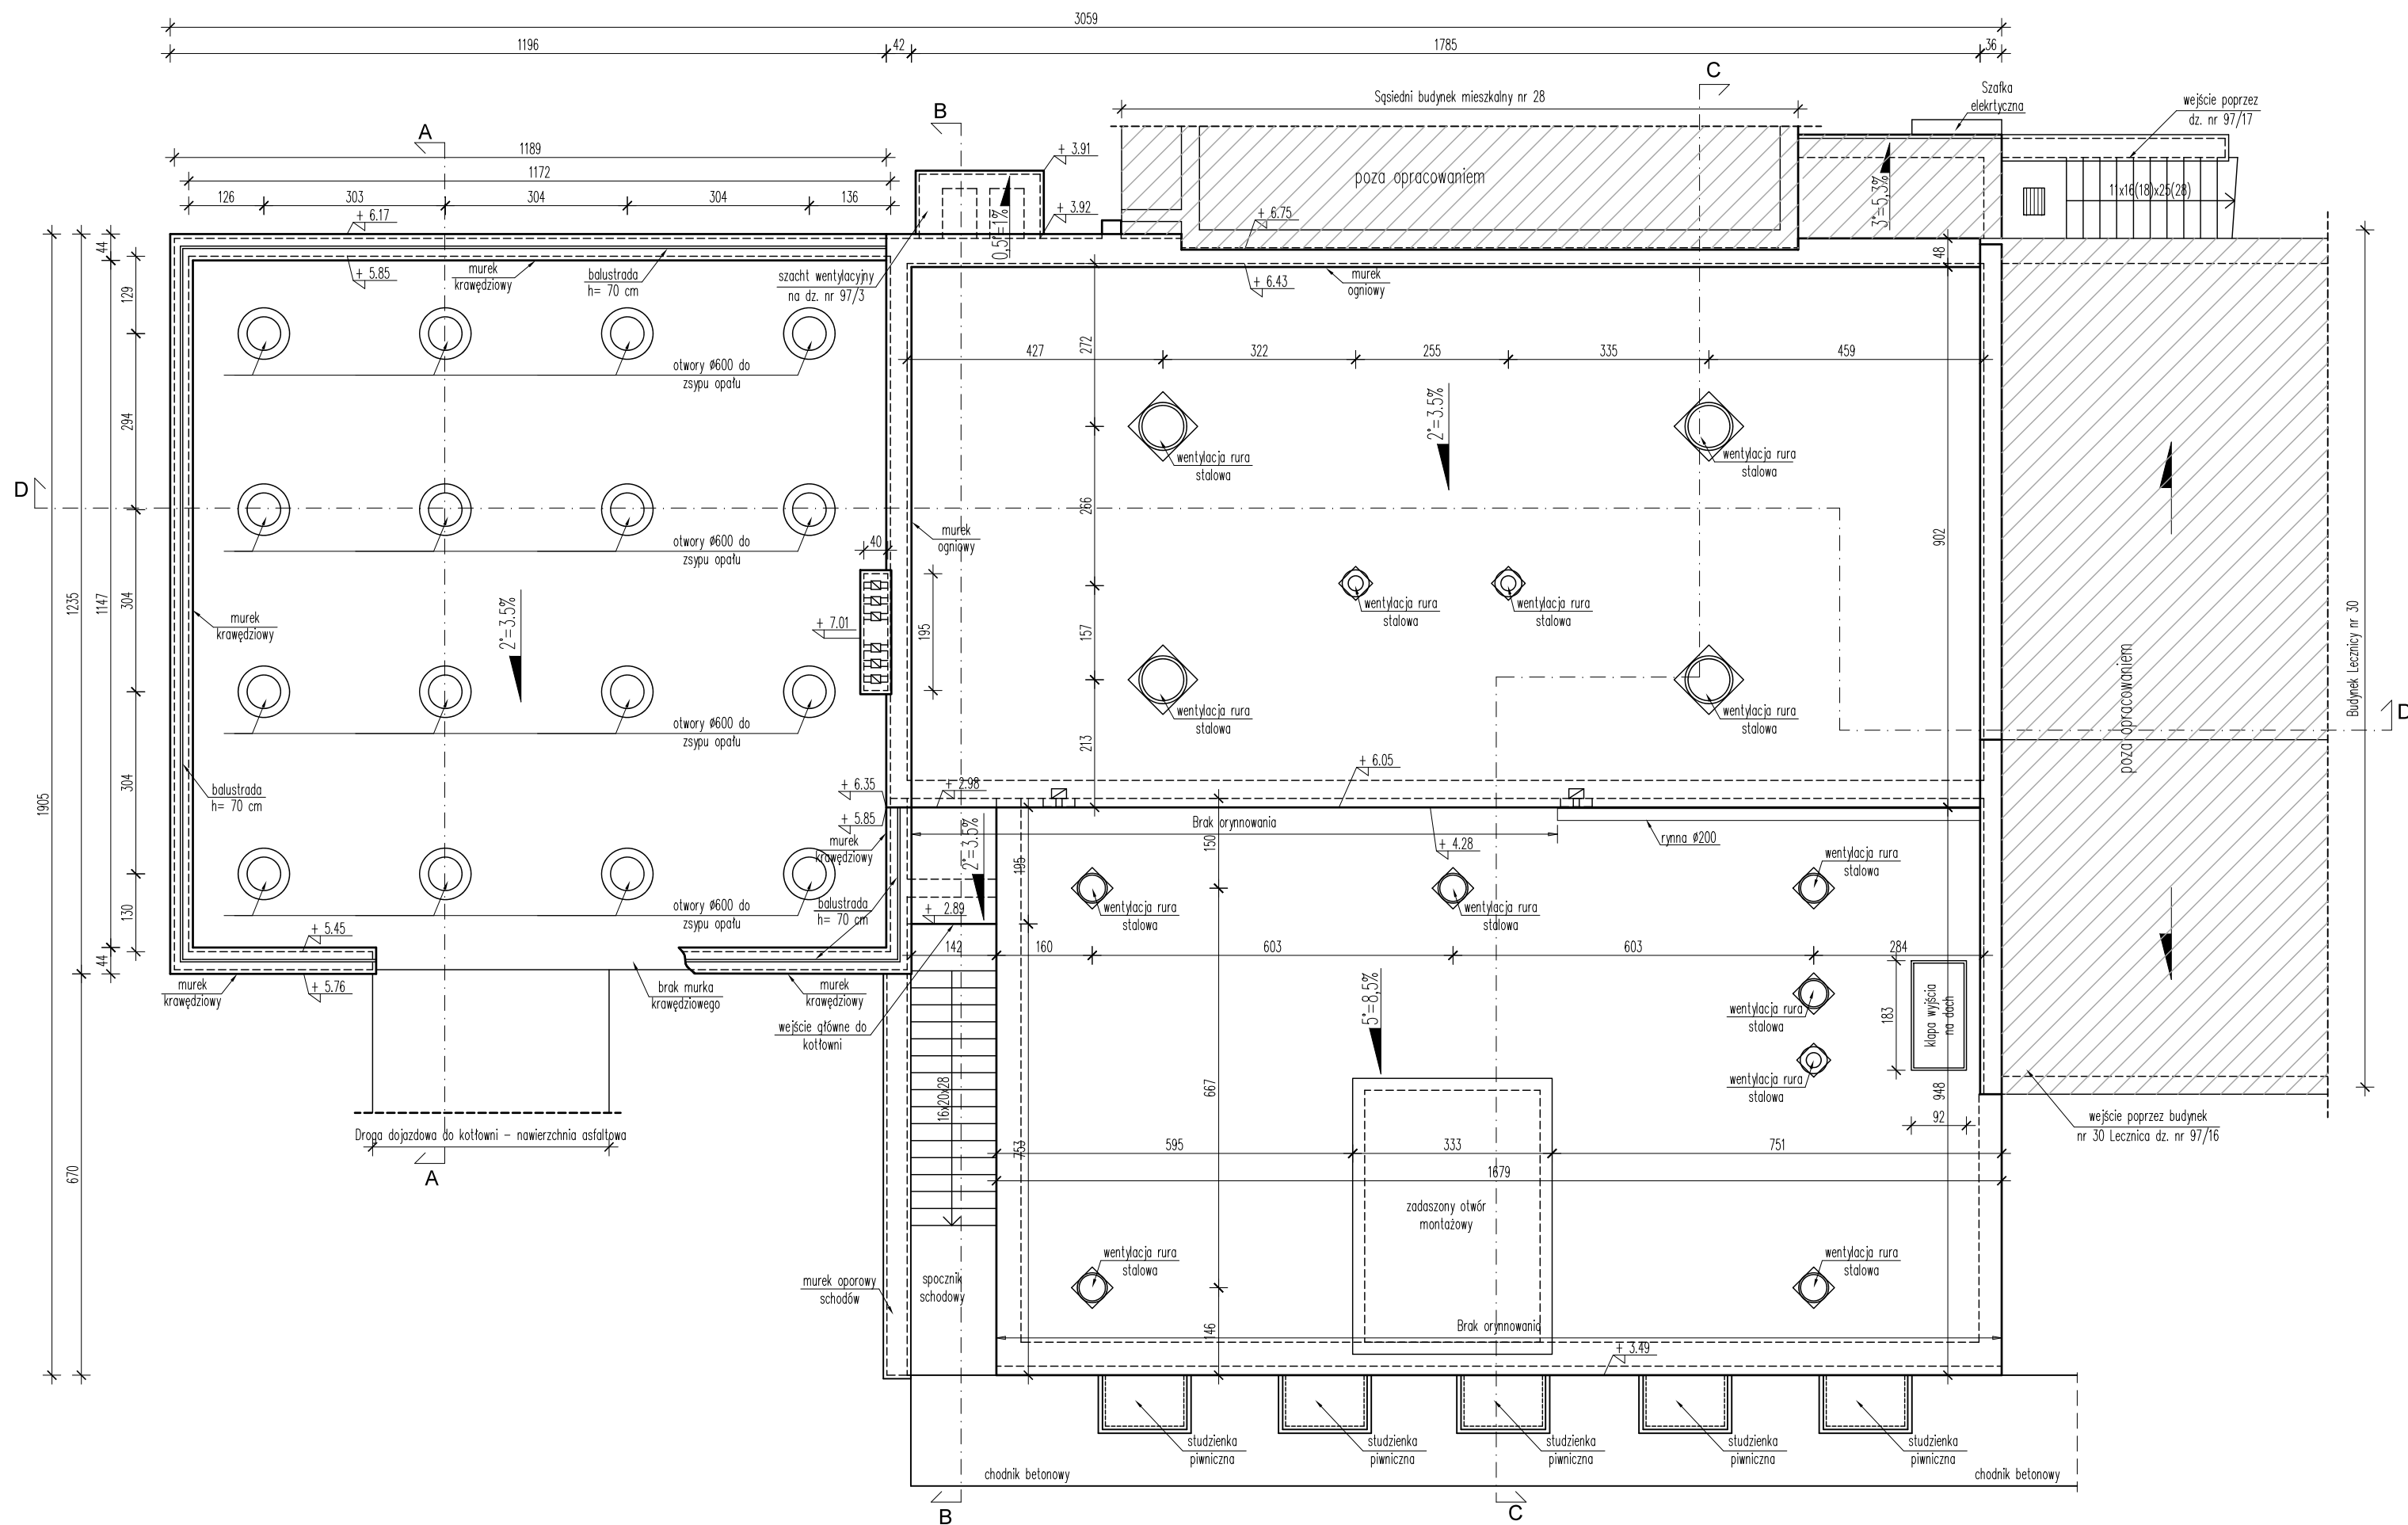 3059
1196
42
1785
36
C
Sąsiedni budynek mieszkalny nr 28
Szafka
elekrtyczna
wejście poprzez
dz. nr 97/17
B
A
1189
1172
126
303
304
304
136
+ 3.91
+ 3.92
+ 6.17
+ 5.85
0,5°=1%
poza opracowaniem
+ 6.75
+ 6.43
3°=5,3%
11x16(18)x25(28)
44
129
murek
krawędziowy
balustrada
h= 70 cm
szacht wentylacyjny
na dz. nr 97/3
murek
ogniowy
48
427
322
255
335
459
272
otwory Ø600 do
zsypu opału
294
2°=3.5%
wentylacja rura
stalowa
wentylacja rura
stalowa
D
266
murek
ogniowy
902
otwory Ø600 do
zsypu opału
40
1235
1147
304
2°=3.5%
murek
krawędziowy
+ 7.01
195
157
wentylacja rura
stalowa
wentylacja rura
stalowa
Budynek Lecznicy nr 30
poza opracowaniem
otwory Ø600 do
zsypu opału
wentylacja rura
stalowa
wentylacja rura
stalowa
D
213
1905
304
balustrada
h= 70 cm
+ 6.35
+ 2.98
+ 6.05
+ 5.85
murek
krawędziowy
2°=3.5%
Brak orynnowania
150
+ 4.28
rynna Ø200
195
wentylacja rura
stalowa
wentylacja rura
stalowa
wentylacja rura
stalowa
otwory Ø600 do
zsypu opału
balustrada
h= 70 cm
+ 2.89
130
44
+ 5.45
142
160
603
603
284
murek
krawędziowy
+ 5.76
brak murka
krawędziowego
murek
krawędziowy
wejście główne do
kotłowni
5°=8,5%
wentylacja rura
stalowa
183
klapa wyjścia
na dach
wentylacja rura
stalowa
16x20x28
667
948
92
wejście poprzez budynek
nr 30 Lecznica dz. nr 97/16
Droga dojazdowa do kotłowni – nawierzchnia asfaltowa
A
670
753
595
333
751
1679
zadaszony otwór
montażowy
wentylacja rura
stalowa
wentylacja rura
stalowa
murek oporowy
schodów
spocznik
schodowy
146
Brak orynnowania
+ 3.49
studzienka
piwniczna
studzienka
piwniczna
studzienka
piwniczna
studzienka
piwniczna
studzienka
piwniczna
chodnik betonowy
chodnik betonowy
B
C